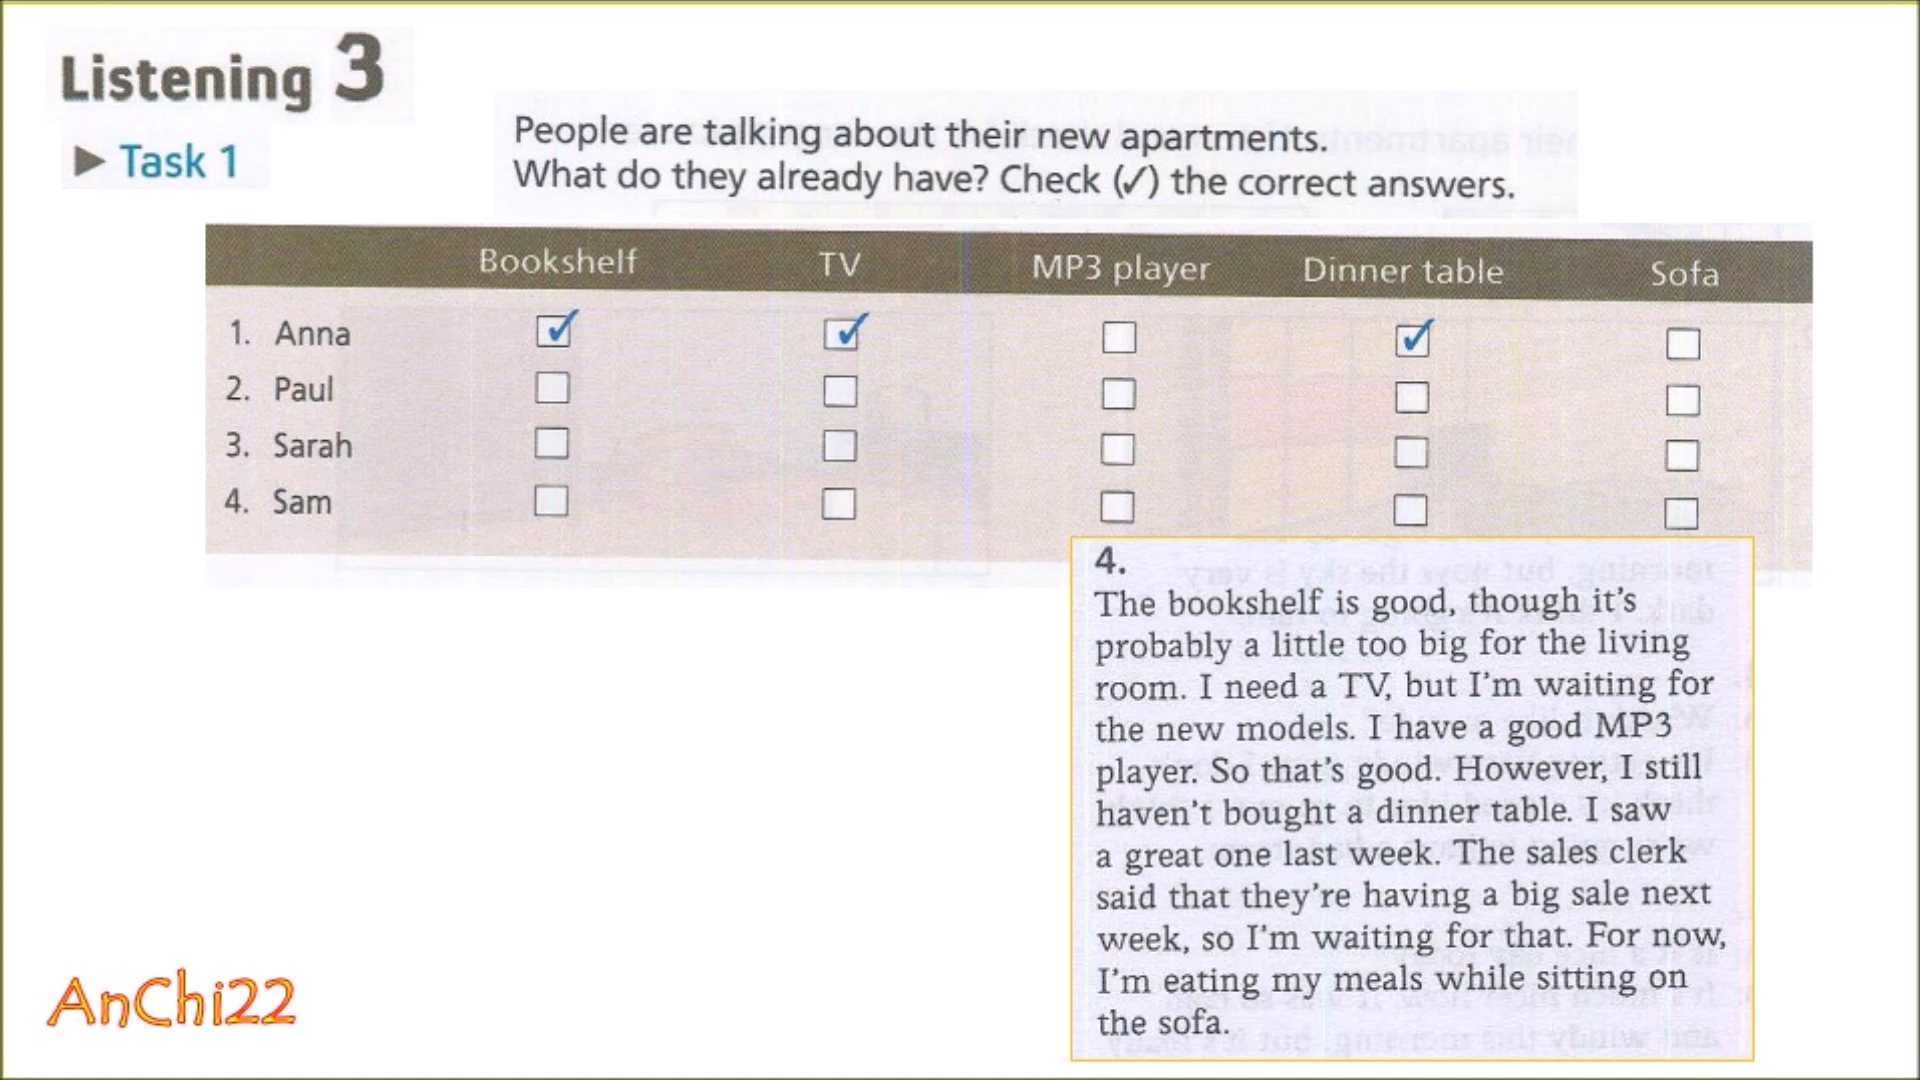 Listening 3
▶ Task 1
People are talking about their new apartments.
What do they already have? Check (✓) the correct answers.
Bookshelf TV MP3 player Dinner table Sofa
1. Anna ✓ ✓ ☐ ✓ ☐
2. Paul ☐ ☐ ☐ ☐ ☐
3. Sarah ☐ ☐ ☐ ☐ ☐
4. Sam ☐ ☐ ☐ ☐ ☐
4.
The bookshelf is good, though it's
probably a little too big for the living
room. I need a TV, but I'm waiting for
the new models. I have a good MP3
player. So that's good. However, I still
haven't bought a dinner table. I saw
a great one last week. The sales clerk
said that they're having a big sale next
week, so I'm waiting for that. For now,
I'm eating my meals while sitting on
the sofa.
AnChi22